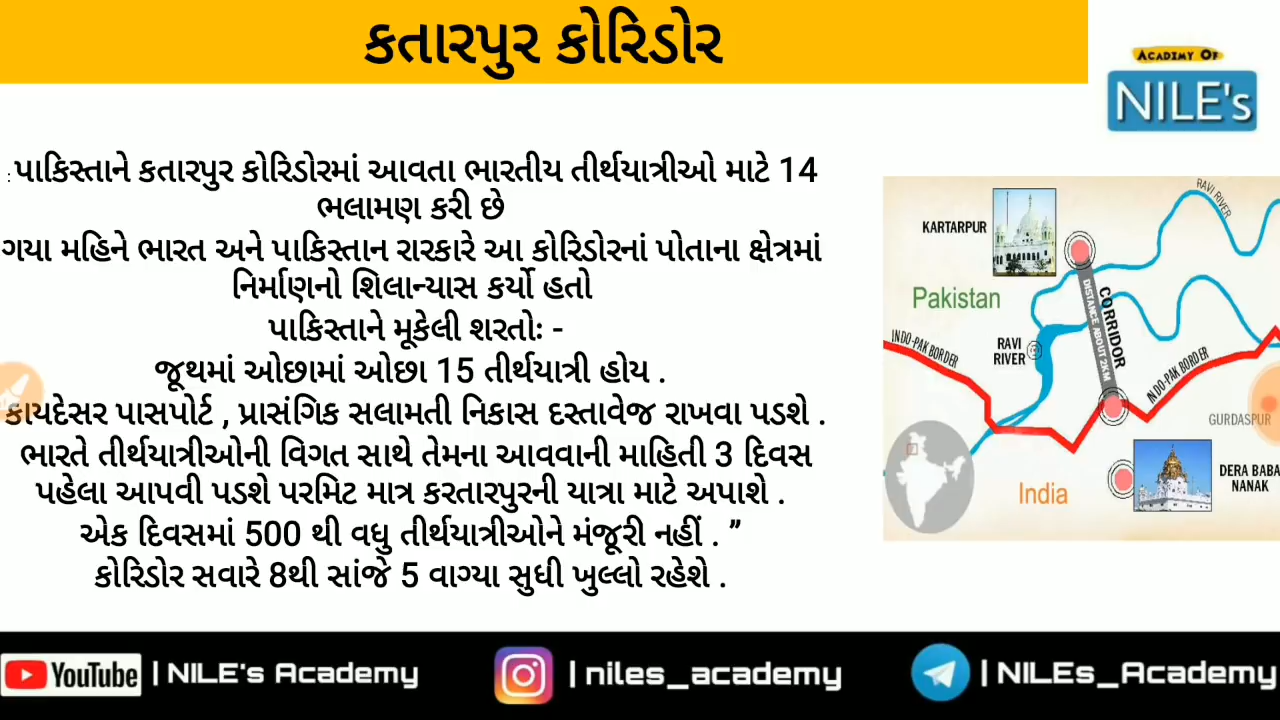 કતારપુર કોરિડોર
ACADEMY OF
NILE's
: પાકિસ્તાને કતારપુર કોરિડોરમાં આવતા ભારતીય તીર્થયાત્રીઓ માટે 14
ભલામણ કરી છે
ગયા મહિને ભારત અને પાકિસ્તાન રારકારે આ કોરિડોરનાં પોતાના ક્ષેત્રમાં
નિર્માણનો શિલાન્યાસ કર્યો હતો
પાકિસ્તાને મૂકેલી શરતોઃ -
જૂથમાં ઓછામાં ઓછા 15 તીર્થયાત્રી હોય .
કાયદેસર પાસપોર્ટ , પ્રાસંગિક સલામતી નિકાસ દસ્તાવેજ રાખવા પડશે .
ભારતે તીર્થયાત્રીઓની વિગત સાથે તેમના આવવાની માહિતી 3 દિવસ
પહેલા આપવી પડશે પરમિટ માત્ર કરતારપુરની યાત્રા માટે અપાશે .
એક દિવસમાં 500 થી વધુ તીર્થયાત્રીઓને મંજૂરી નહીં . ”
કોરિડોર સવારે 8થી સાંજે 5 વાગ્યા સુધી ખુલ્લો રહેશે .
KARTARPUR
RAVI RIVER
Pakistan
CORRIDOR
DISTANCE ABOUT 2KM
INDO-PAK BORDER
RAVI
RIVER
INDO-PAK BORDER
GURDASPUR
India
DERA BABA
NANAK
YouTube | NILE's Academy
| niles_academy
| NILEs_Academy